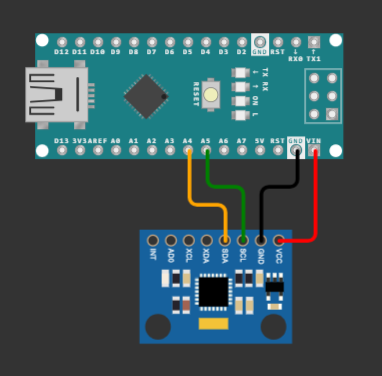 D12 D11 D10 D9 D8 D7 D6 D5 D4 D3 D2 GND RST ↓ ↑
RX0 TX1
RESET
TX RX
↓ ↑ ON L
D13 3V3 AREF A0 A1 A2 A3 A4 A5 A6 A7 5V RST GND VIN
INT AD0 XCL XDA SDA SCL GND VCC